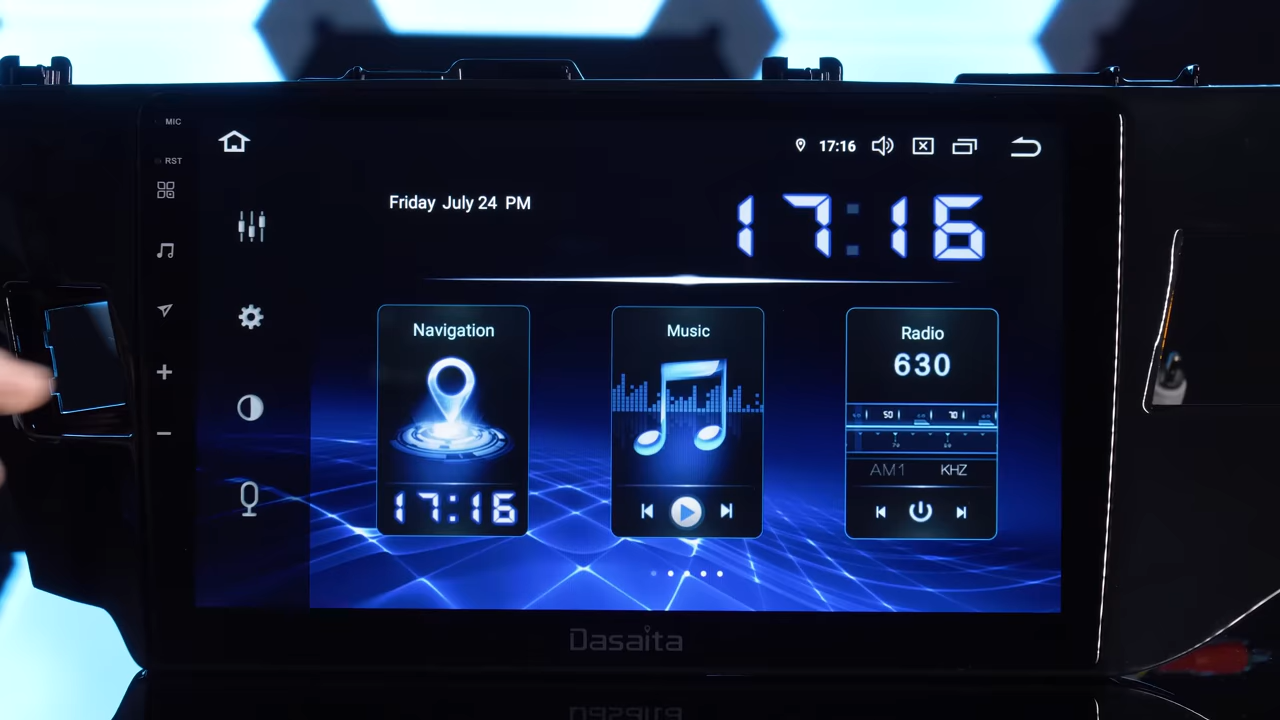 MIC
17:16
RST
Friday July 24 PM
17:16
Navigation
Music
Radio
630
50
70
AM1 KHZ
17:16
Dasaita